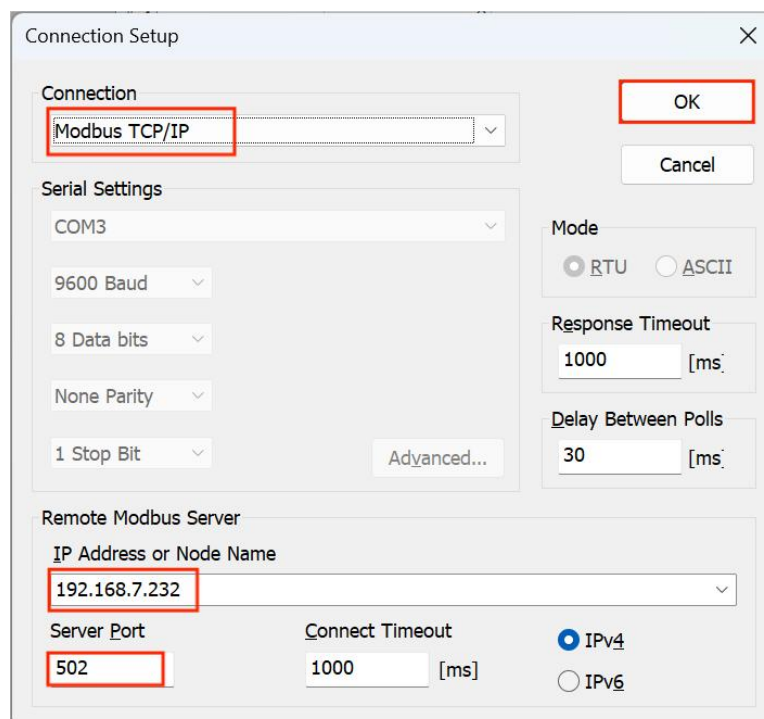 Connection Setup
Connection
Modbus TCP/IP
OK
Cancel
Serial Settings
COM3
9600 Baud
8 Data bits
None Parity
1 Stop Bit
Advanced...
Mode
RTU
ASCII
Response Timeout
1000 [ms]
Delay Between Polls
30 [ms]
Remote Modbus Server
IP Address or Node Name
192.168.7.232
Server Port
502
Connect Timeout
1000 [ms]
IPv4
IPv6